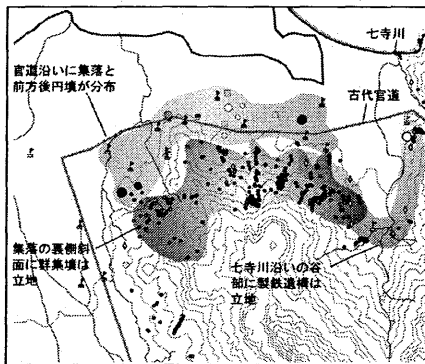 七寺川
官道沿いに集落と
前方後円墳が分布
古代官道
集落の裏側斜
面に群集墳は
立地
七寺川沿いの谷
部に製鉄遺構は
立地